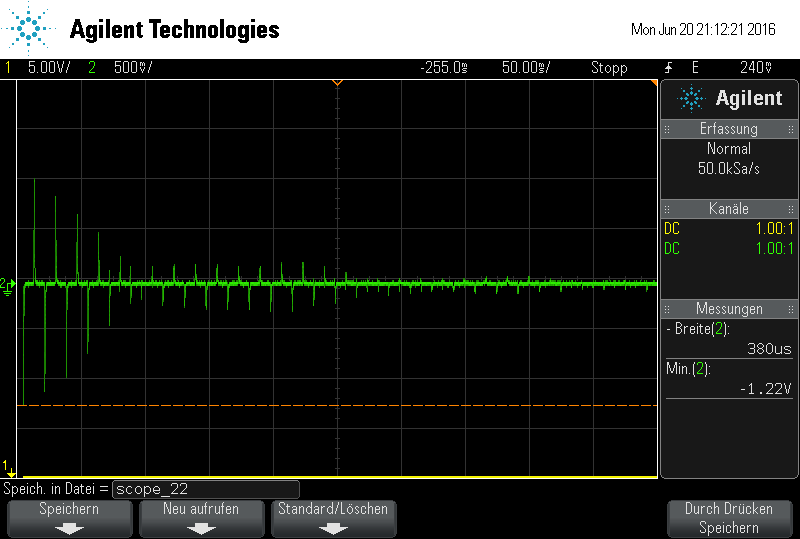 Agilent Technologies
Mon Jun 20 21:12:21 2016
1 5.00V/ 2 500mV/ -255.0ms 50.00ms/ Stopp E 240mV
Agilent
Erfassung
Normal
50.0kSa/s
Kanäle
DC 1.00:1
DC 1.00:1
Messungen
- Breite(2):
380us
Min.(2):
-1.22V
2
1
Speich. in Datei = scope_22
Speichern
Neu aufrufen
Standard/Löschen
Durch Drücken
Speichern